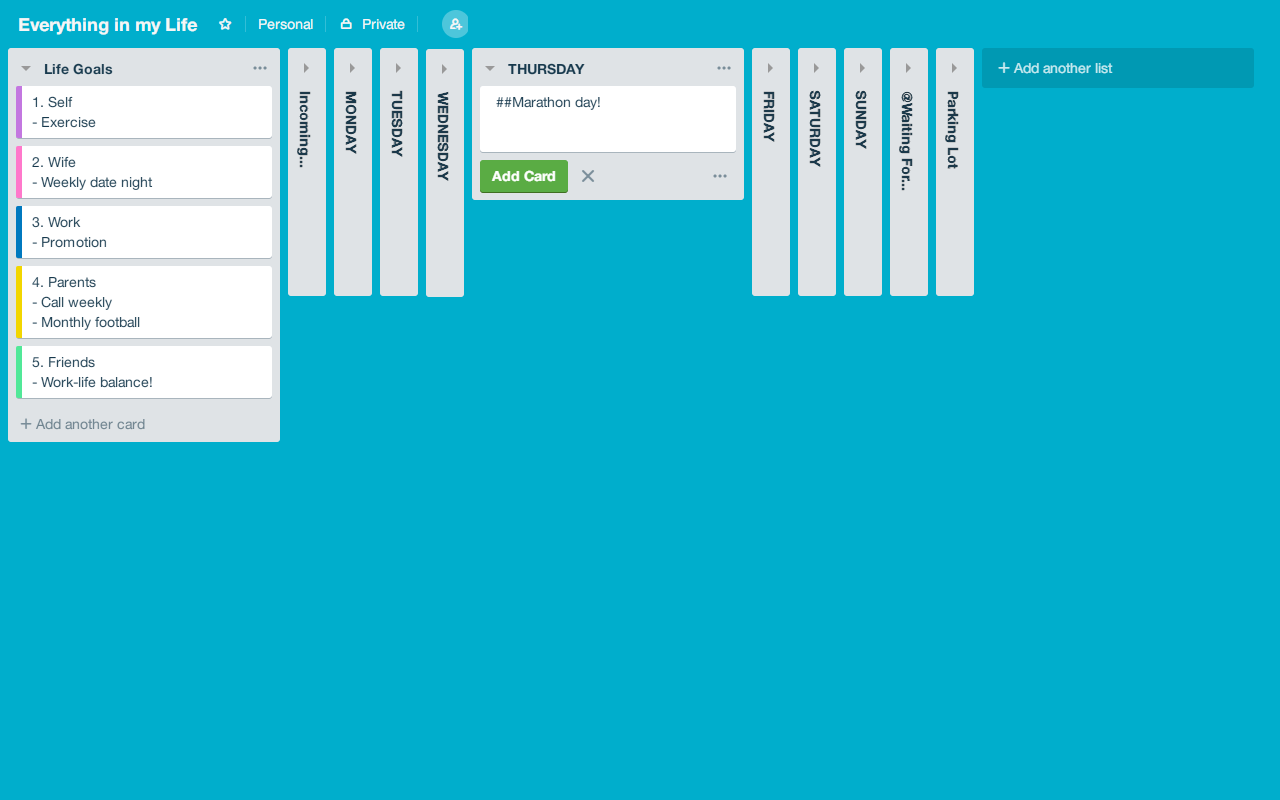 Everything in my Life
Personal
Private
Life Goals
1. Self
- Exercise
2. Wife
- Weekly date night
3. Work
- Promotion
4. Parents
- Call weekly
- Monthly football
5. Friends
- Work-life balance!
+ Add another card
Incoming...
MONDAY
TUESDAY
WEDNESDAY
THURSDAY
##Marathon day!
Add Card
FRIDAY
SATURDAY
SUNDAY
@Waiting For...
Parking Lot
+ Add another list